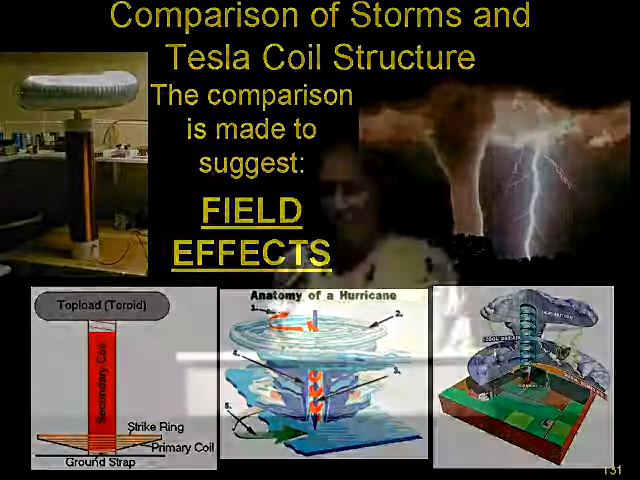 Comparison of Storms and
Tesla Coil Structure
The comparison
is made to
suggest:
FIELD
EFFECTS
Topload (Toroid)
Secondary Coil
Strike Ring
Primary Coil
Ground Strap
Anatomy of a Hurricane
1.
2.
3.
4.
5.
131